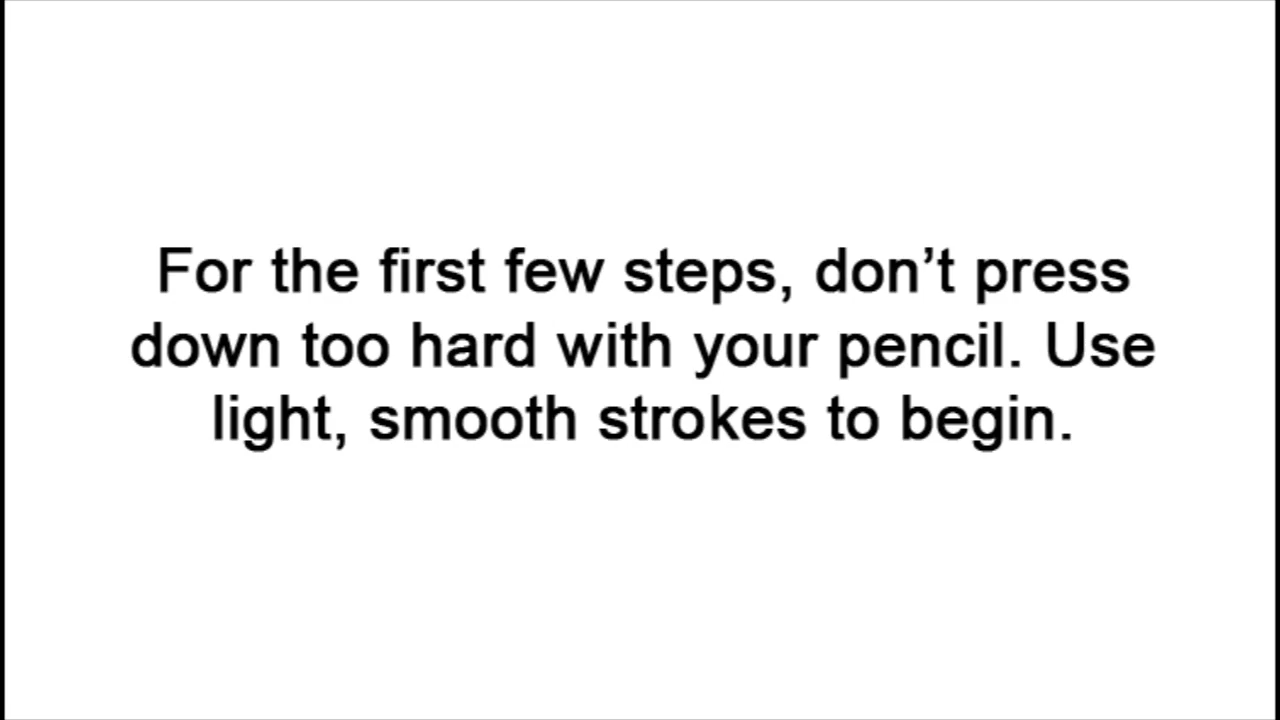 For the first few steps, don’t press
down too hard with your pencil. Use
light, smooth strokes to begin.